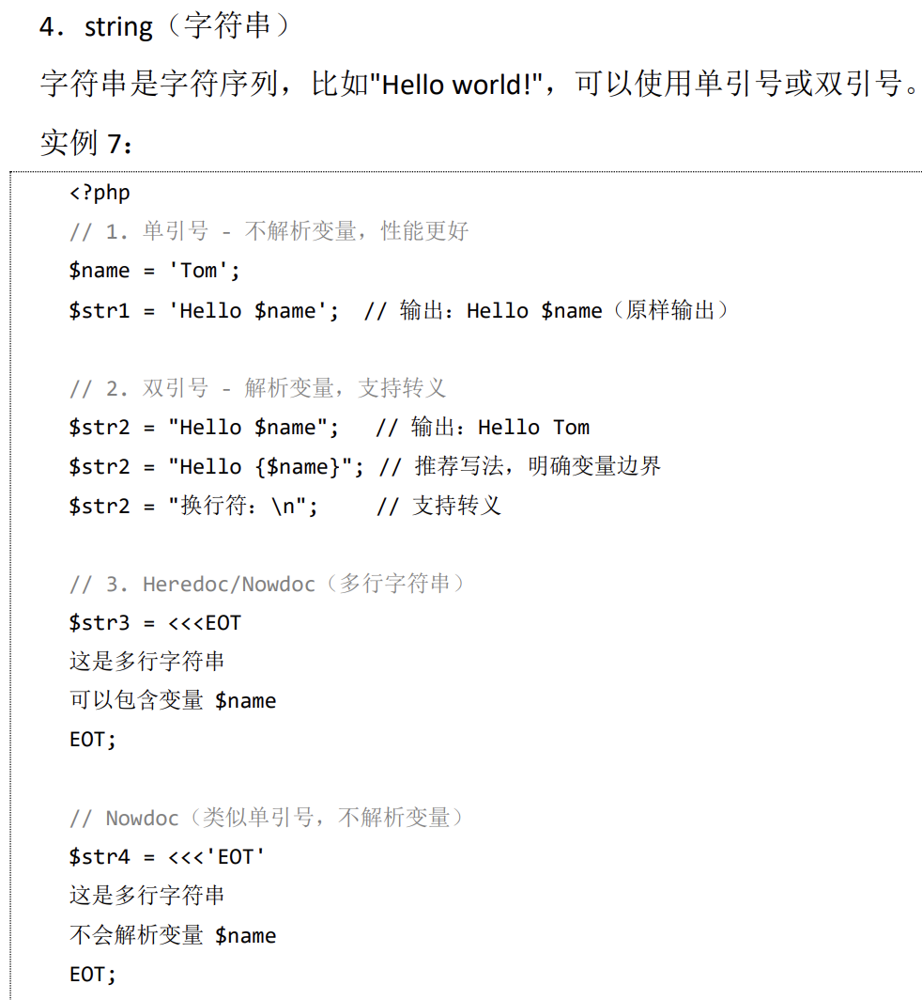 4. string（字符串）
字符串是字符序列，比如"Hello world!"，可以使用单引号或双引号。
实例 7：
<?php
// 1. 单引号 - 不解析变量，性能更好
$name = 'Tom';
$str1 = 'Hello $name';  // 输出：Hello $name（原样输出）
// 2. 双引号 - 解析变量，支持转义
$str2 = "Hello $name";   // 输出：Hello Tom
$str2 = "Hello {$name}"; // 推荐写法，明确变量边界
$str2 = "换行符：\n";     // 支持转义
// 3. Heredoc/Nowdoc（多行字符串）
$str3 = <<<EOT
这是多行字符串
可以包含变量 $name
EOT;
// Nowdoc（类似单引号，不解析变量）
$str4 = <<<'EOT'
这是多行字符串
不会解析变量 $name
EOT;